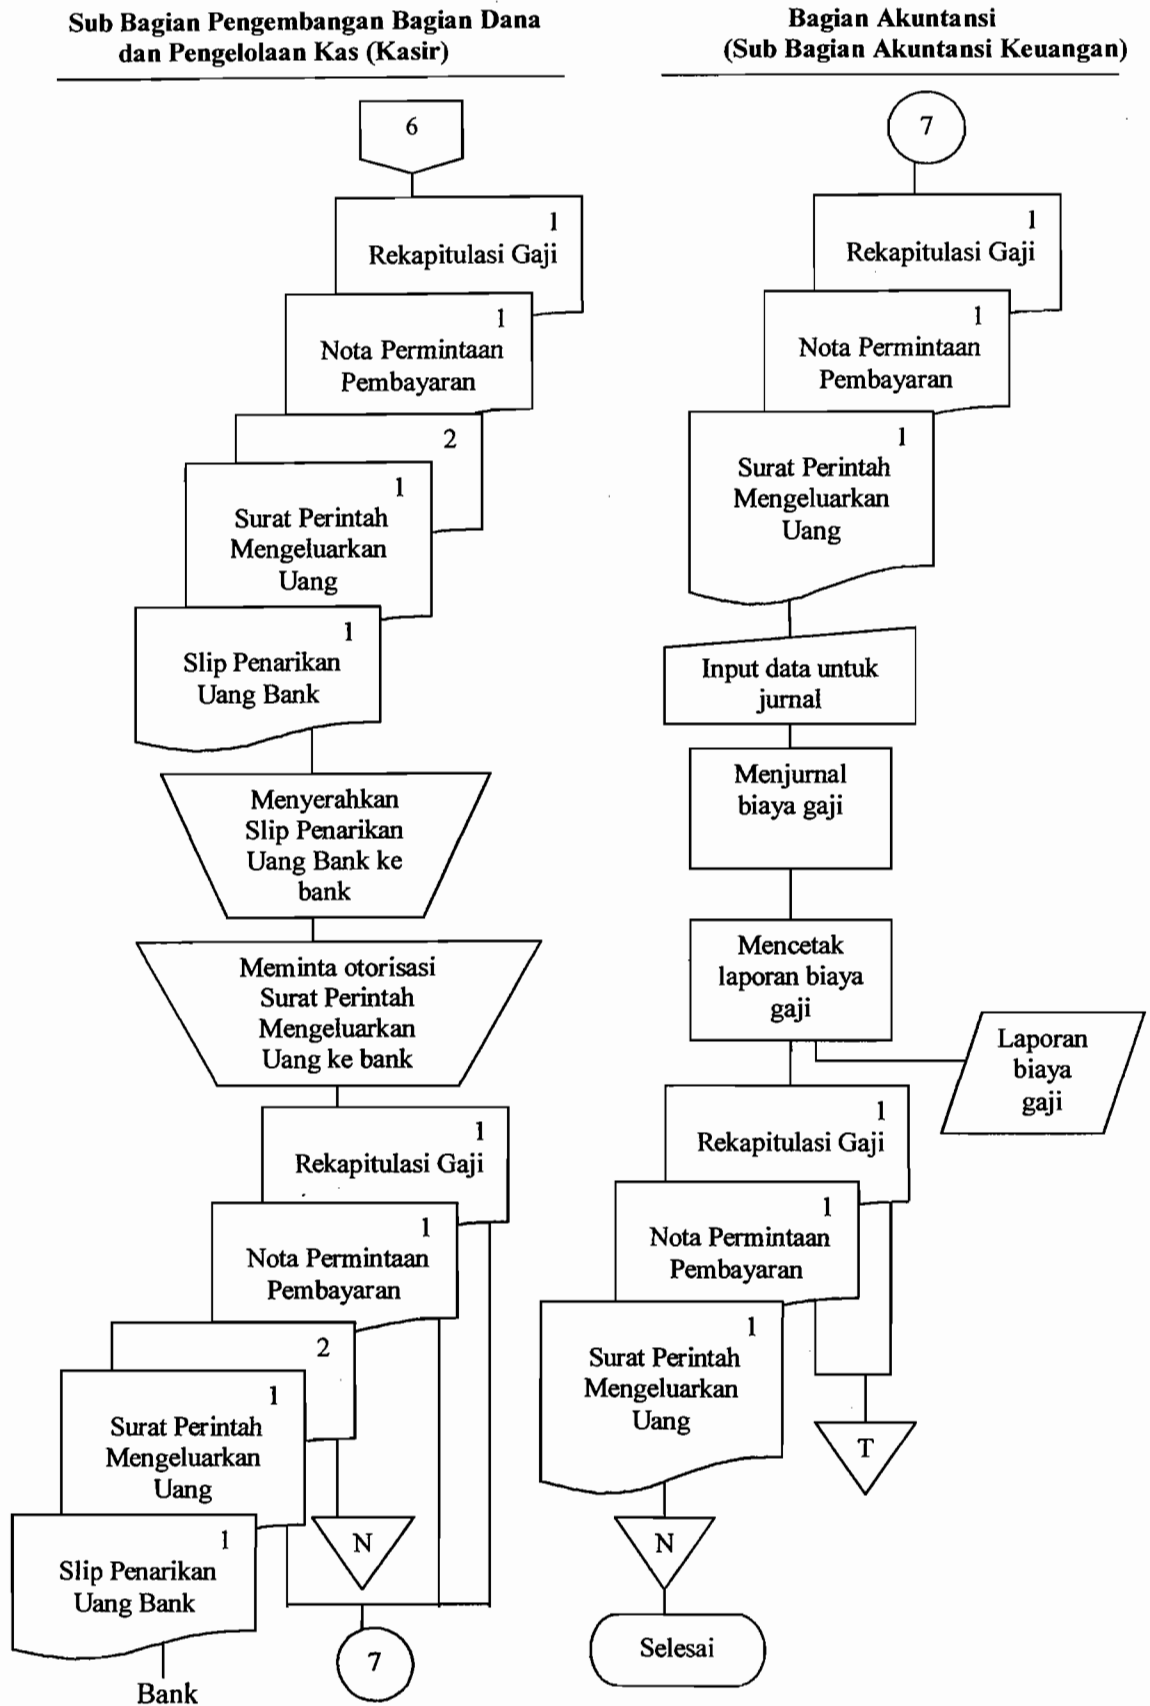 Sub Bagian Pengembangan Bagian Dana
dan Pengelolaan Kas (Kasir)
6
1
Rekapitulasi Gaji
1
Nota Permintaan
Pembayaran
2
1
Surat Perintah
Mengeluarkan
Uang
1
Slip Penarikan
Uang Bank
Menyerahkan
Slip Penarikan
Uang Bank ke
bank
Meminta otorisasi
Surat Perintah
Mengeluarkan
Uang ke bank
1
Rekapitulasi Gaji
1
Nota Permintaan
Pembayaran
2
1
Surat Perintah
Mengeluarkan
Uang
1
Slip Penarikan
Uang Bank
N
7
Bank
Bagian Akuntansi
(Sub Bagian Akuntansi Keuangan)
7
1
Rekapitulasi Gaji
1
Nota Permintaan
Pembayaran
1
Surat Perintah
Mengeluarkan
Uang
Input data untuk
jurnal
Menjurnal
biaya gaji
Mencetak
laporan biaya
gaji
Laporan
biaya
gaji
1
Rekapitulasi Gaji
1
Nota Permintaan
Pembayaran
1
Surat Perintah
Mengeluarkan
Uang
T
N
Selesai